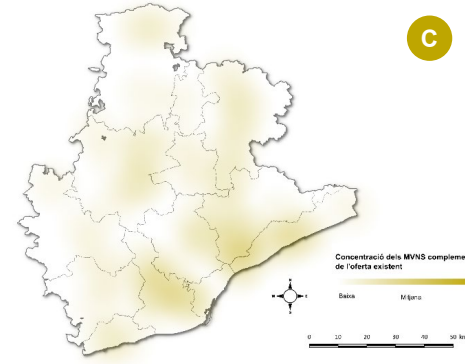 C
Concentració dels MVNS compleme
de l'oferta existent
Baixa
Mitjana
0 10 20 30 40 50 km